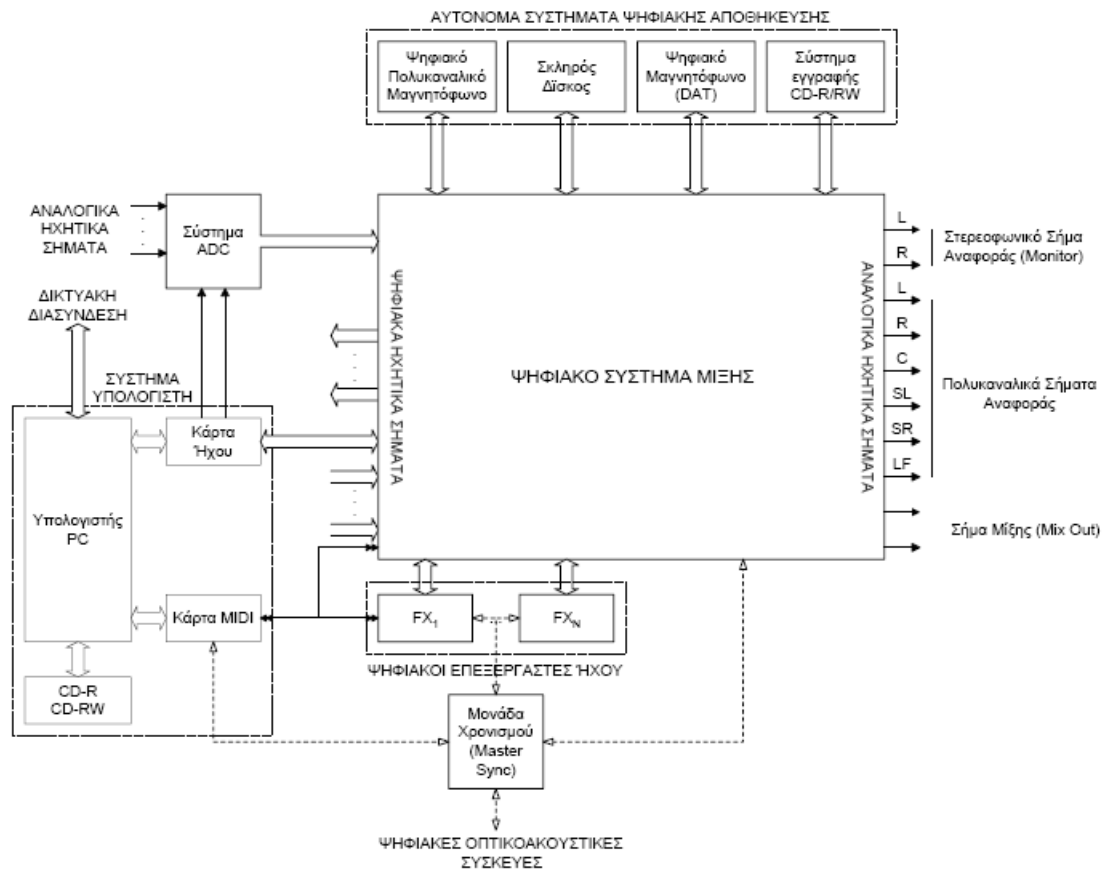 ΑΥΤΟΝΟΜΑ ΣΥΣΤΗΜΑΤΑ ΨΗΦΙΑΚΗΣ ΑΠΟΘΗΚΕΥΣΗΣ
Ψηφιακό
Πολυκαναλικό
Μαγνητόφωνο
Σκληρός
Δϊσκος
Ψηφιακό
Μαγνητόφωνο
(DAT)
Σύστημα
εγγραφής
CD-R/RW
ΑΝΑΛΟΓΙΚΑ
ΗΧΗΤΙΚΑ
ΣΗΜΑΤΑ
Σύστημα
ADC
ΔΙΚΤΥΑΚΗ
ΔΙΑΣΥΝΔΕΣΗ
ΣΥΣΤΗΜΑ
ΥΠΟΛΟΓΙΣΤΗ
Κάρτα
Ήχου
Υπολογιστής
PC
Κάρτα MIDI
CD-R
CD-RW
ΨΗΦΙΑΚΑ ΗΧΗΤΙΚΑ ΣΗΜΑΤΑ
ΨΗΦΙΑΚΟ ΣΥΣΤΗΜΑ ΜΙΞΗΣ
ΑΝΑΛΟΓΙΚΑ ΗΧΗΤΙΚΑ ΣΗΜΑΤΑ
L
R
Στερεοφωνικό Σήμα
Αναφοράς (Monitor)
L
R
C
SL
SR
LF
Πολυκαναλικά Σήματα
Αναφοράς
Σήμα Μίξης (Mix Out)
FX1
FXN
ΨΗΦΙΑΚΟΙ ΕΠΕΞΕΡΓΑΣΤΕΣ ΉΧΟΥ
Μονάδα
Χρονισμού
(Master
Sync)
ΨΗΦΙΑΚΕΣ ΟΠΤΙΚΟΑΚΟΥΣΤΙΚΕΣ
ΣΥΣΚΕΥΕΣ